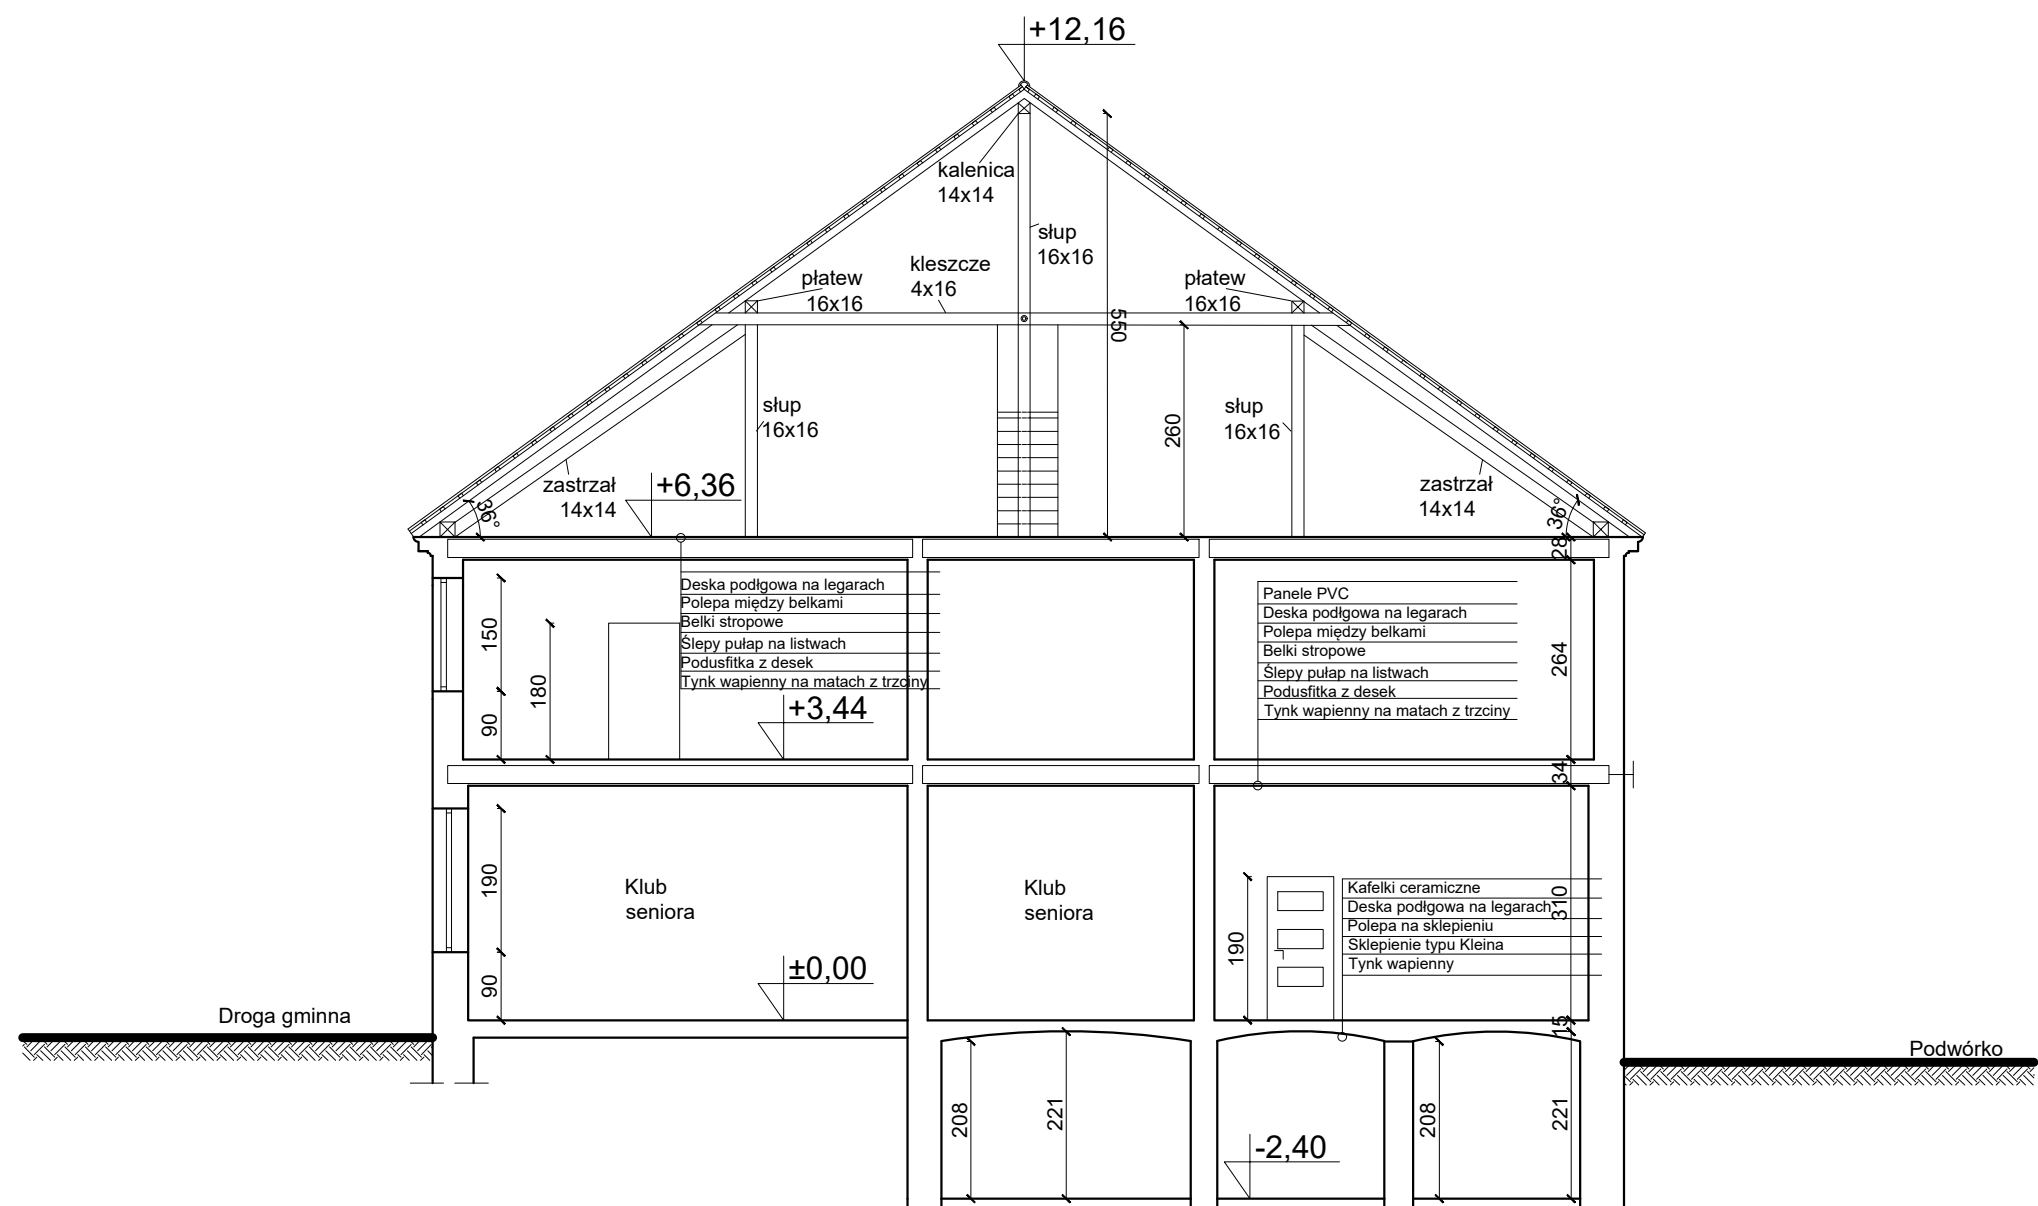 +12,16
kalenica
14x14
słup
16x16
kleszcze
4x16
płatew
16x16
płatew
16x16
550
260
słup
16x16
słup
16x16
zastrzał
14x14
zastrzał
14x14
+6,36
36°
36°
28
Deska podłgowa na legarach
Polepa między belkami
Belki stropowe
Ślepy pułap na listwach
Podusfitka z desek
Tynk wapienny na matach z trzciny
Panele PVC
Deska podłgowa na legarach
Polepa między belkami
Belki stropowe
Ślepy pułap na listwach
Podusfitka z desek
Tynk wapienny na matach z trzciny
150
90
180
+3,44
264
34
190
90
Klub
seniora
Klub
seniora
±0,00
190
Kafelki ceramiczne
Deska podłgowa na legarach
Polepa na sklepieniu
Sklepienie typu Kleina
Tynk wapienny
310
15
Droga gminna
Podwórko
208
221
-2,40
208
221